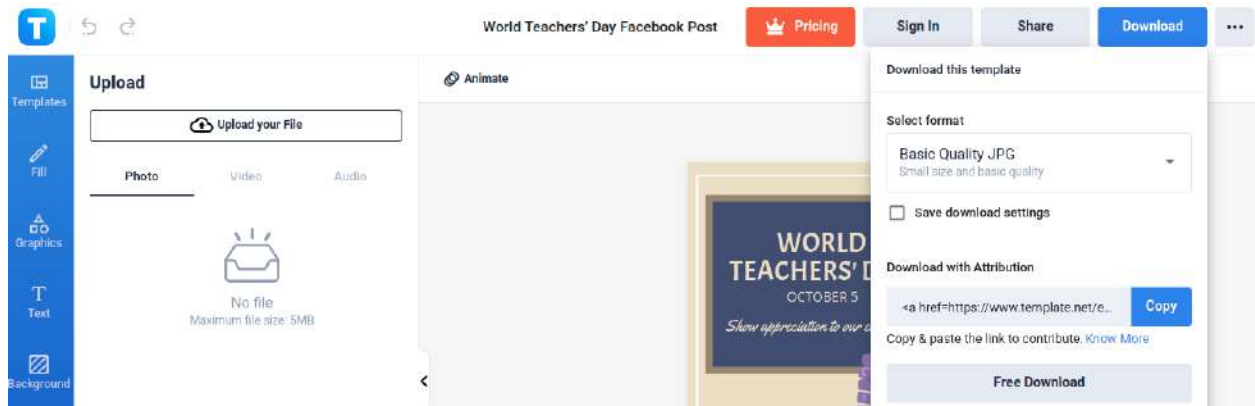 T
World Teachers' Day Facebook Post
Pricing
Sign In
Share
Download
Templates
Fill
Graphics
Text
Background
Upload
Upload your File
Photo
Video
Audio
No file
Maximum file size: 5MB
Animate
WORLD
TEACHERS' D
OCTOBER 5
Show appreciation to our
Download this template
Select format
Basic Quality JPG
Small size and basic quality
Save download settings
Download with Attribution
<a href=https://www.template.net/e...
Copy
Copy & paste the link to contribute. Know More
Free Download